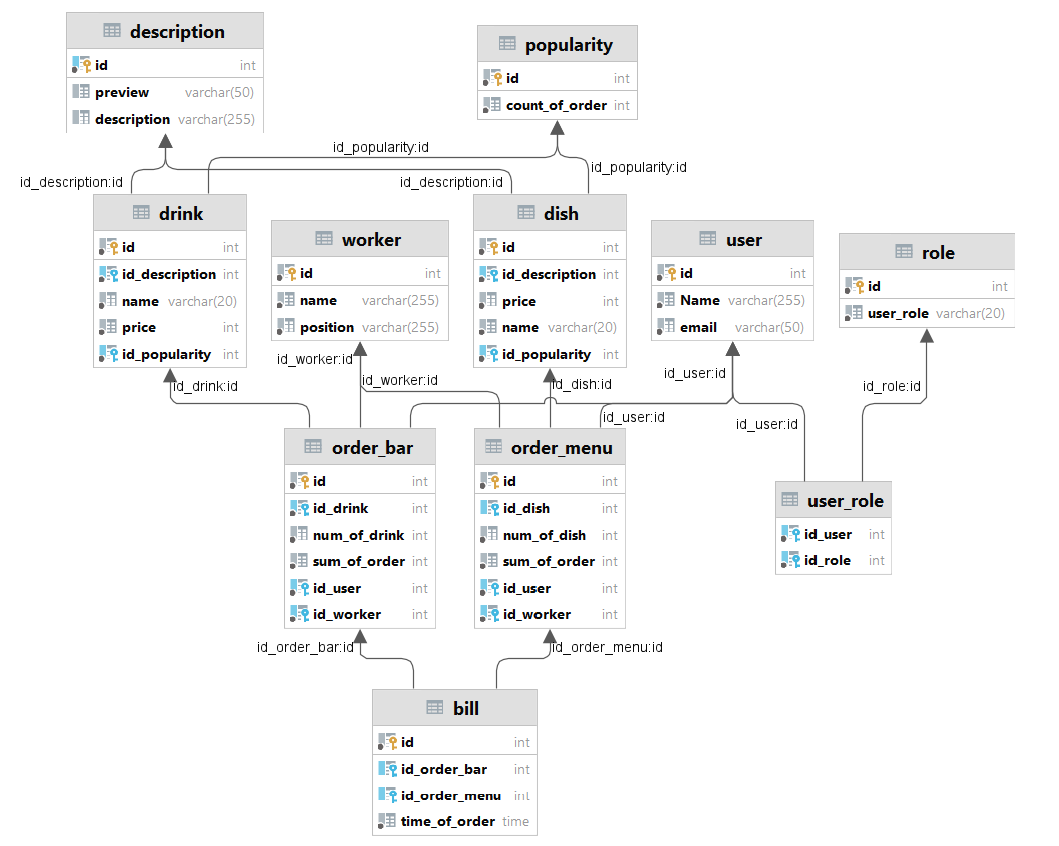 description
id int
preview varchar(50)
description varchar(255)
popularity
id int
count_of_order int
id_popularity:id
id_popularity:id
id_description:id
id_description:id
drink
id int
id_description int
name varchar(20)
price int
id_popularity int
worker
id int
name varchar(255)
position varchar(255)
dish
id int
id_description int
price int
name varchar(20)
id_popularity int
user
id int
Name varchar(255)
email varchar(50)
role
id int
user_role varchar(20)
id_worker:id
id_drink:id
id_worker:id
id_dish:id
id_user:id
id_role:id
id_user:id
id_user:id
order_bar
id int
id_drink int
num_of_drink int
sum_of_order int
id_user int
id_worker int
order_menu
id int
id_dish int
num_of_dish int
sum_of_order int
id_user int
id_worker int
user_role
id_user int
id_role int
id_order_bar:id
id_order_menu:id
bill
id int
id_order_bar int
id_order_menu int
time_of_order time